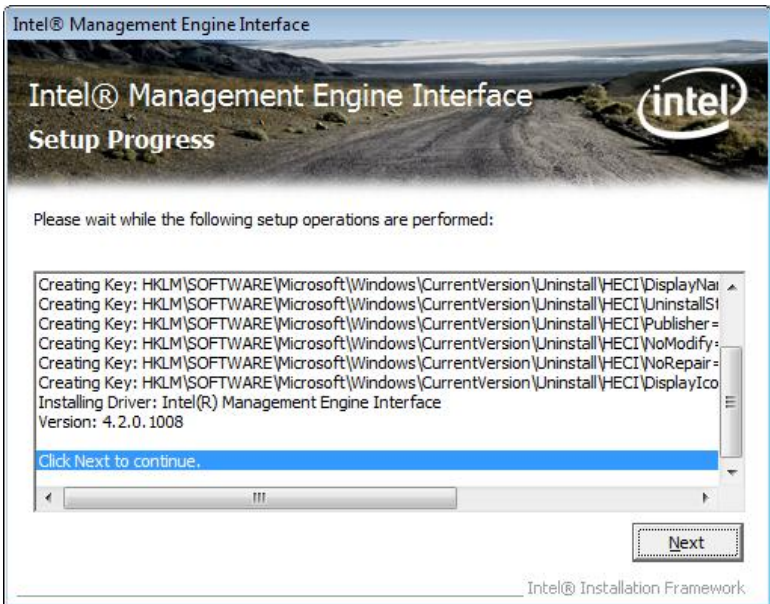 Intel® Management Engine Interface
Intel® Management Engine Interface
intel
Setup Progress
Please wait while the following setup operations are performed:
Creating Key: HKLM\SOFTWARE\Microsoft\Windows\CurrentVersion\Uninstall\HECI\DisplayNa
Creating Key: HKLM\SOFTWARE\Microsoft\Windows\CurrentVersion\Uninstall\HECI\UninstallSt
Creating Key: HKLM\SOFTWARE\Microsoft\Windows\CurrentVersion\Uninstall\HECI\Publisher=
Creating Key: HKLM\SOFTWARE\Microsoft\Windows\CurrentVersion\Uninstall\HECI\NoModify=
Creating Key: HKLM\SOFTWARE\Microsoft\Windows\CurrentVersion\Uninstall\HECI\NoRepair=
Creating Key: HKLM\SOFTWARE\Microsoft\Windows\CurrentVersion\Uninstall\HECI\DisplayIco
Installing Driver: Intel(R) Management Engine Interface
Version: 4.2.0.1008
Click Next to continue.
Next
Intel® Installation Framework